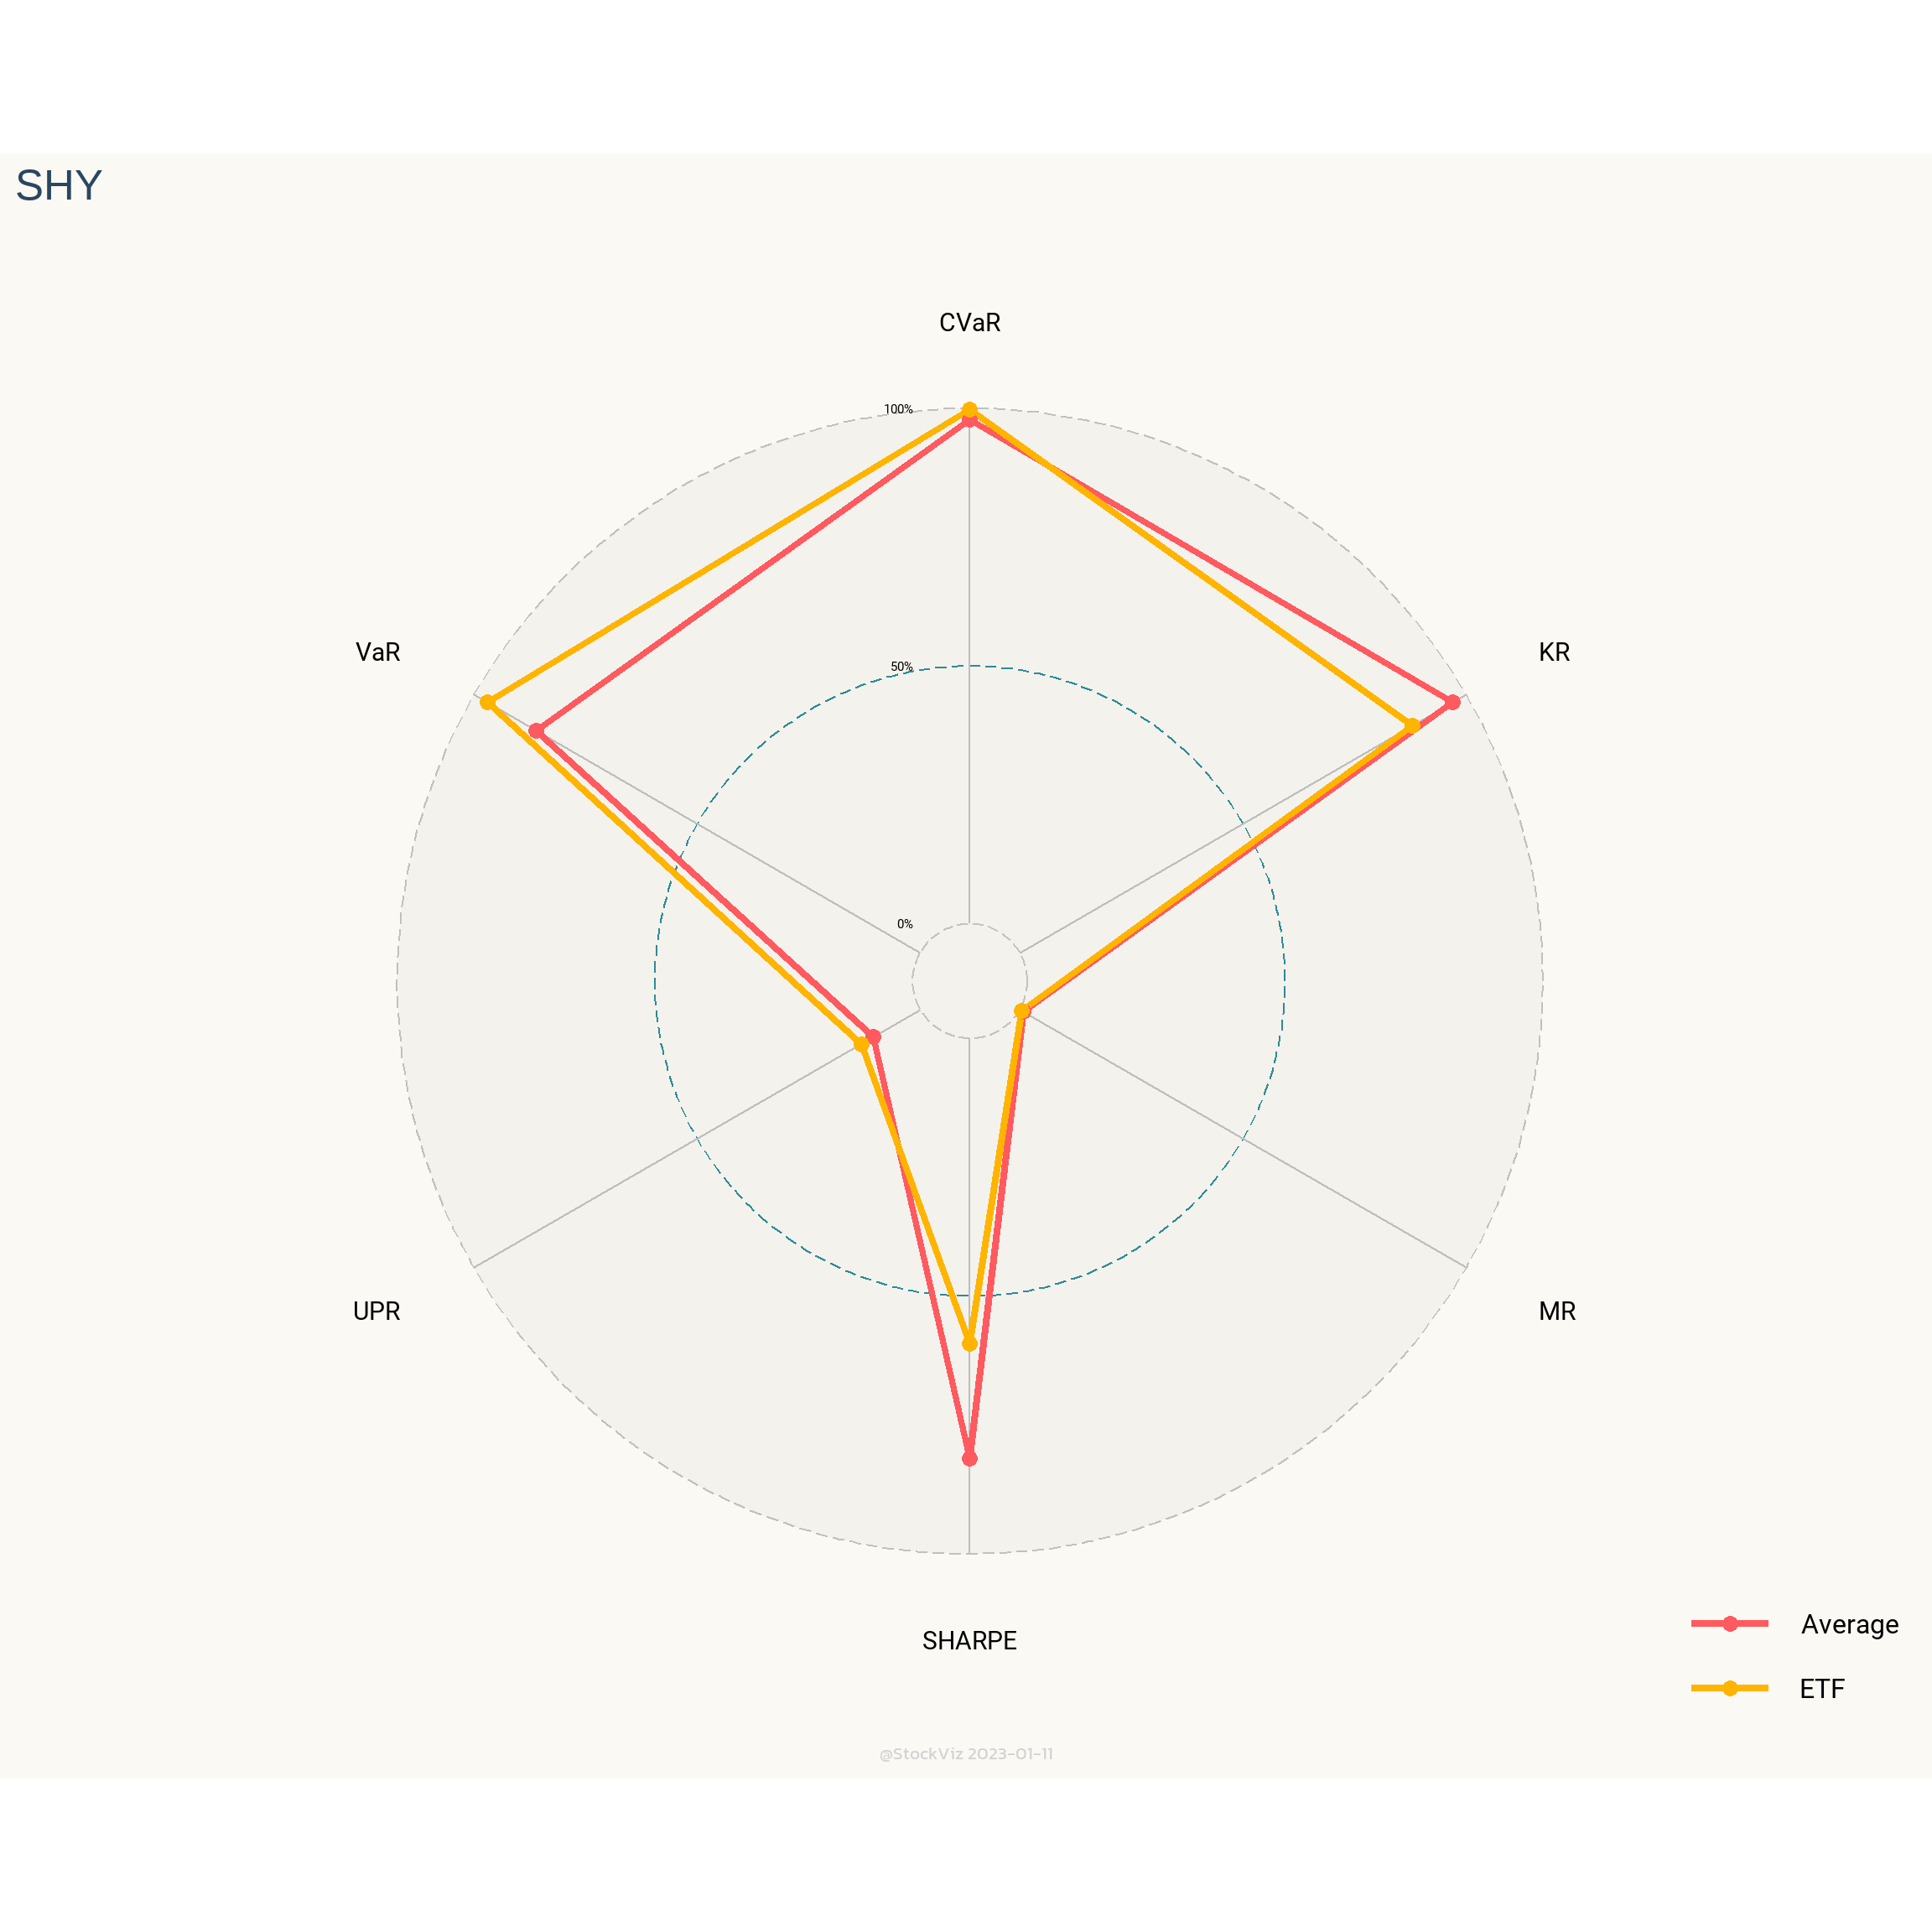 SHY
CVaR
100%
VaR
KR
50%
0%
UPR
MR
SHARPE
Average
ETF
@StockViz 2023-01-11